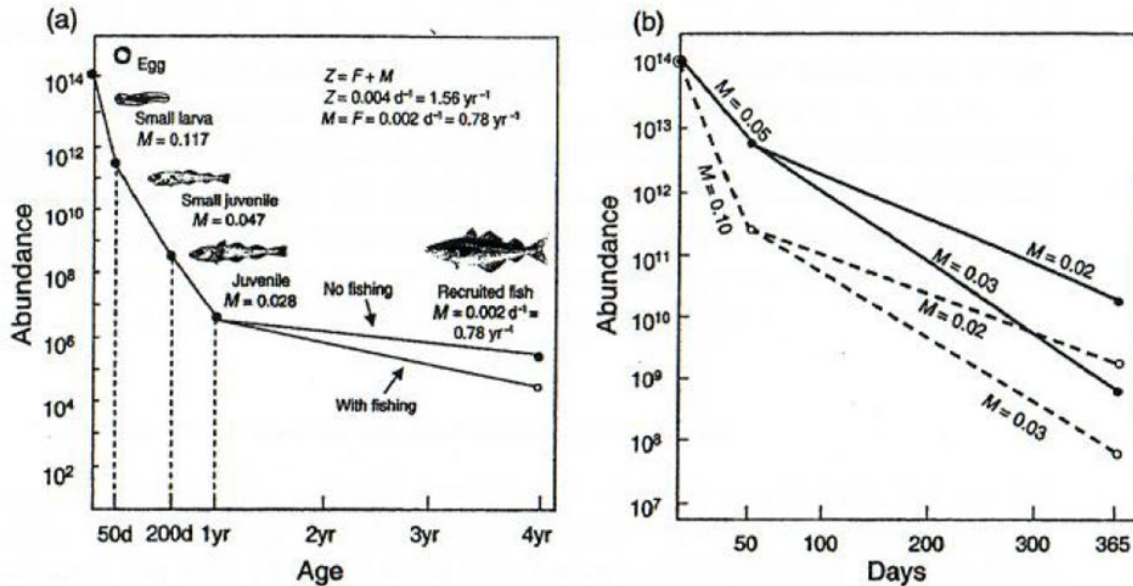 (a)
Egg
Small larva
M = 0.117
Small juvenile
M = 0.047
Juvenile
M = 0.028
Z = F + M
Z = 0.004 d⁻¹ = 1.56 yr⁻¹
M = F = 0.002 d⁻¹ = 0.78 yr⁻¹
No fishing
With fishing
Recruited fish
M = 0.002 d⁻¹ =
0.78 yr⁻¹
Abundance
10¹⁴
10¹²
10¹⁰
10⁸
10⁶
10⁴
10²
50d 200d 1yr 2yr 3yr 4yr
Age
(b)
Abundance
10¹⁴
10¹³
10¹²
10¹¹
10¹⁰
10⁹
10⁸
10⁷
M = 0.05
M = 0.10
M = 0.02
M = 0.03
M = 0.02
M = 0.03
50 100 200 300 365
Days